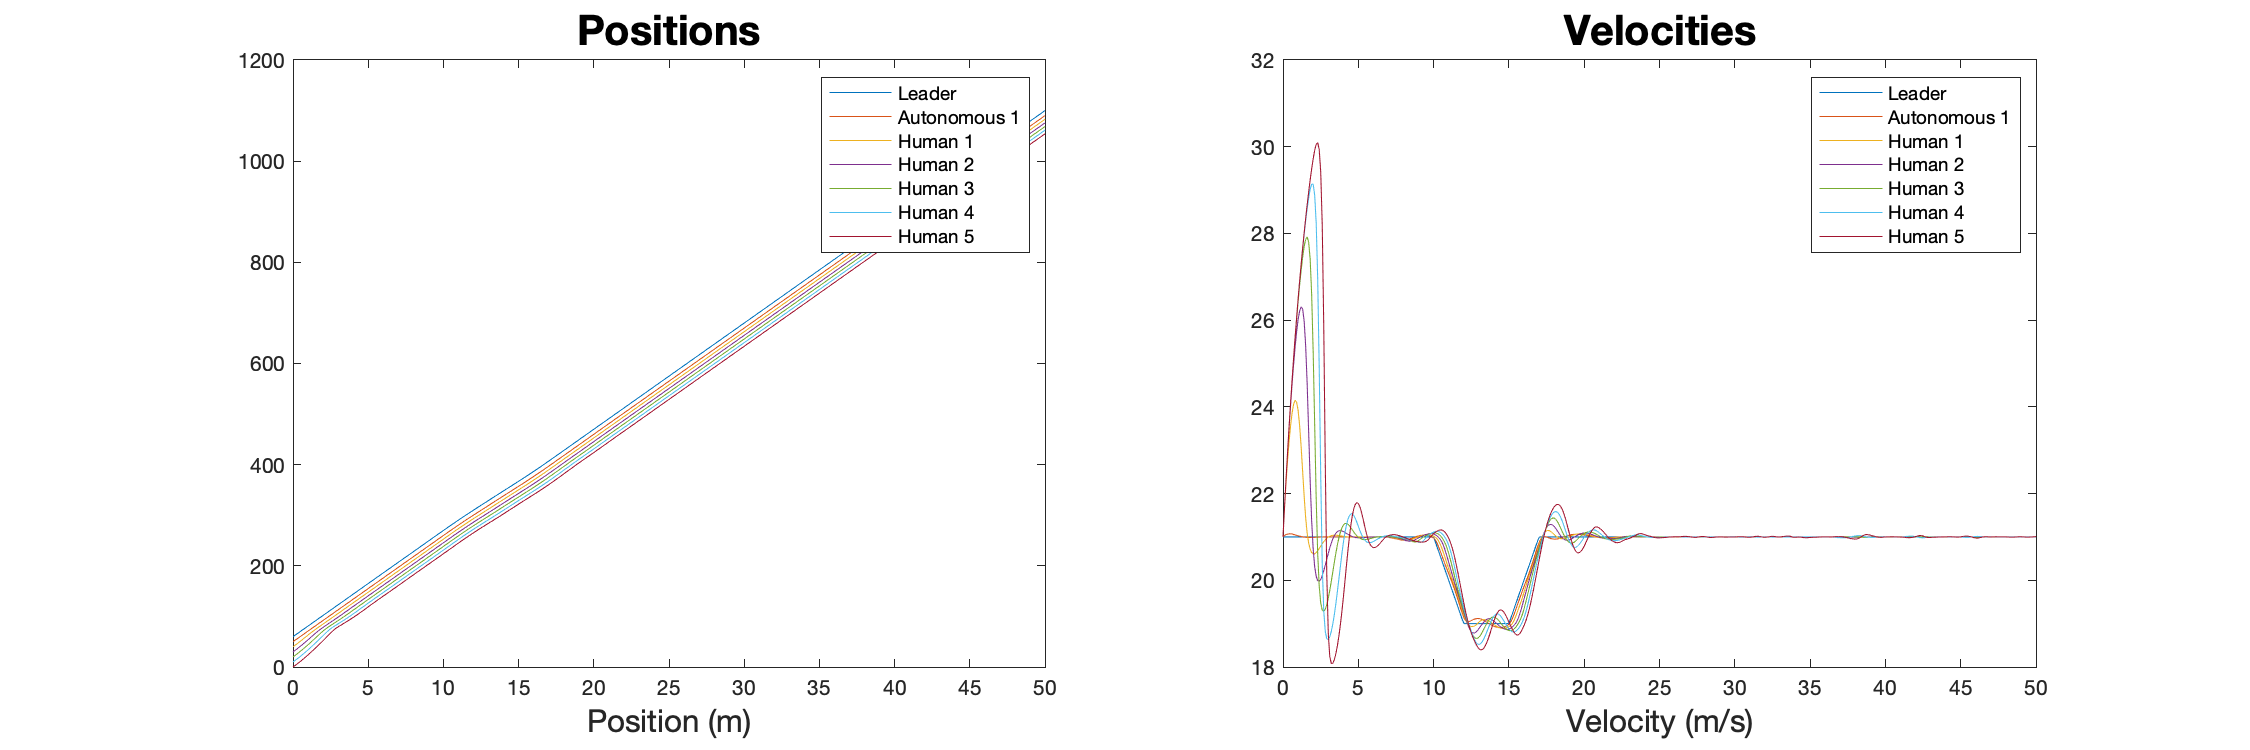 Positions
1200
1000
800
600
400
200
0
0 5 10 15 20 25 30 35 40 45 50
Position (m)
Leader
Autonomous 1
Human 1
Human 2
Human 3
Human 4
Human 5
Velocities
32
30
28
26
24
22
20
18
0 5 10 15 20 25 30 35 40 45 50
Velocity (m/s)
Leader
Autonomous 1
Human 1
Human 2
Human 3
Human 4
Human 5